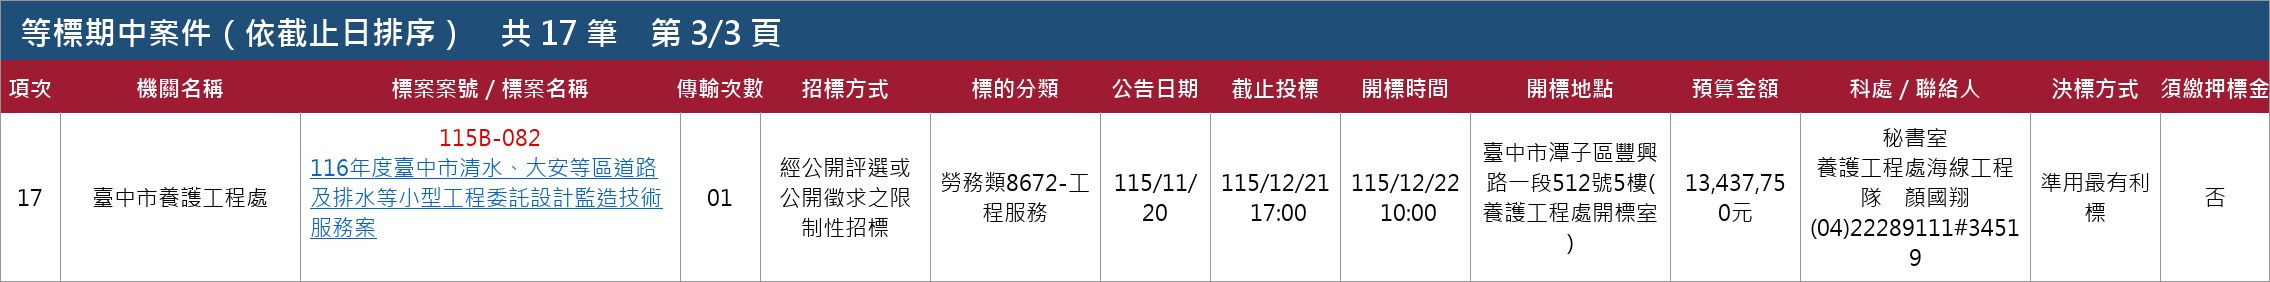 等標期中案件（依截止日排序）　共 17 筆　第 3/3 頁
項次 機關名稱 標案案號 / 標案名稱 傳輸次數 招標方式 標的分類 公告日期 截止投標 開標時間 開標地點 預算金額 科處 / 聯絡人 決標方式 須繳押標金
17
臺中市養護工程處
115B-082
116年度臺中市清水、大安等區道路
及排水等小型工程委託設計監造技術
服務案
01
經公開評選或
公開徵求之限
制性招標
勞務類8672-工
程服務
115/11/
20
115/12/21
17:00
115/12/22
10:00
臺中市潭子區豐興
路一段512號5樓(
養護工程處開標室
)
13,437,75
0元
秘書室
養護工程處海線工程
隊　顏國翔
(04)22289111#3451
9
準用最有利
標
否